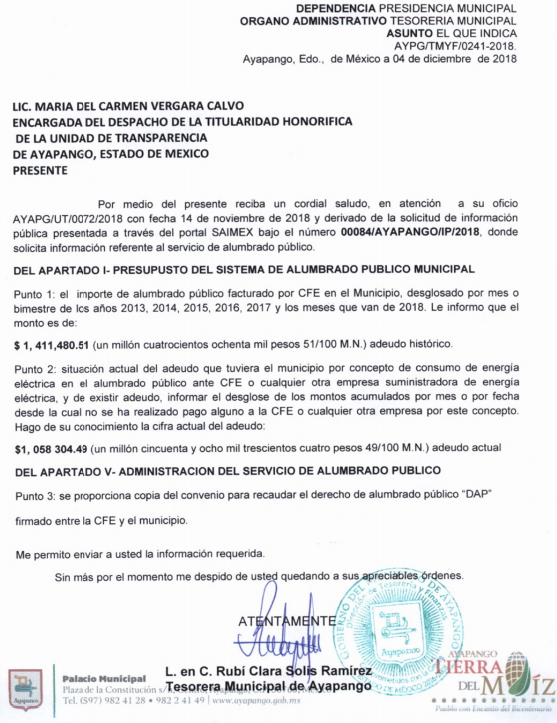 DEPENDENCIA PRESIDENCIA MUNICIPAL
ORGANO ADMINISTRATIVO TESORERIA MUNICIPAL
ASUNTO EL QUE INDICA
AYPG/TMYF/0241-2018.
Ayapango, Edo., de México a 04 de diciembre de 2018
LIC. MARIA DEL CARMEN VERGARA CALVO
ENCARGADA DEL DESPACHO DE LA TITULARIDAD HONORIFICA
DE LA UNIDAD DE TRANSPARENCIA
DE AYAPANGO, ESTADO DE MEXICO
PRESENTE
Por medio del presente reciba un cordial saludo, en atención a su oficio
AYAPG/UT/0072/2018 con fecha 14 de noviembre de 2018 y derivado de la solicitud de información
pública presentada a través del portal SAIMEX bajo el número 00084/AYAPANGO/IP/2018, donde
solicita información referente al servicio de alumbrado público.
DEL APARTADO I- PRESUPUSTO DEL SISTEMA DE ALUMBRADO PUBLICO MUNICIPAL
Punto 1: el importe de alumbrado público facturado por CFE en el Municipio, desglosado por mes o
bimestre de los años 2013, 2014, 2015, 2016, 2017 y los meses que van de 2018. Le informo que el
monto es de:
$ 1, 411,480.51 (un millón cuatrocientos ochenta mil pesos 51/100 M.N.) adeudo histórico.
Punto 2: situación actual del adeudo que tuviera el municipio por concepto de consumo de energía
eléctrica en el alumbrado público ante CFE o cualquier otra empresa suministradora de energía
eléctrica, y de existir adeudo, informar el desglose de los montos acumulados por mes o por fecha
desde la cual no se ha realizado pago alguno a la CFE o cualquier otra empresa por este concepto.
Hago de su conocimiento la cifra actual del adeudo:
$1, 058 304.49 (un millón cincuenta y ocho mil trescientos cuatro pesos 49/100 M.N.) adeudo actual
DEL APARTADO V- ADMINISTRACION DEL SERVICIO DE ALUMBRADO PUBLICO
Punto 3: se proporciona copia del convenio para recaudar el derecho de alumbrado público “DAP”
firmado entre la CFE y el municipio.
Me permito enviar a usted la información requerida.
Sin más por el momento me despido de usted quedando a sus apreciables órdenes.
ATENTAMENTE
L. en C. Rubí Clara Solís Ramírez
Tesorera Municipal de Ayapango
Ayapango
Palacio Municipal
Plaza de la Constitución
Tel. (597) 982 41 28 • 982 41 49 | www.ayapango.gob.mx
Ayapango
AYAPANGO
TIERRA
DEL MAÍZ
Pueblo con Encanto del Bicentenario